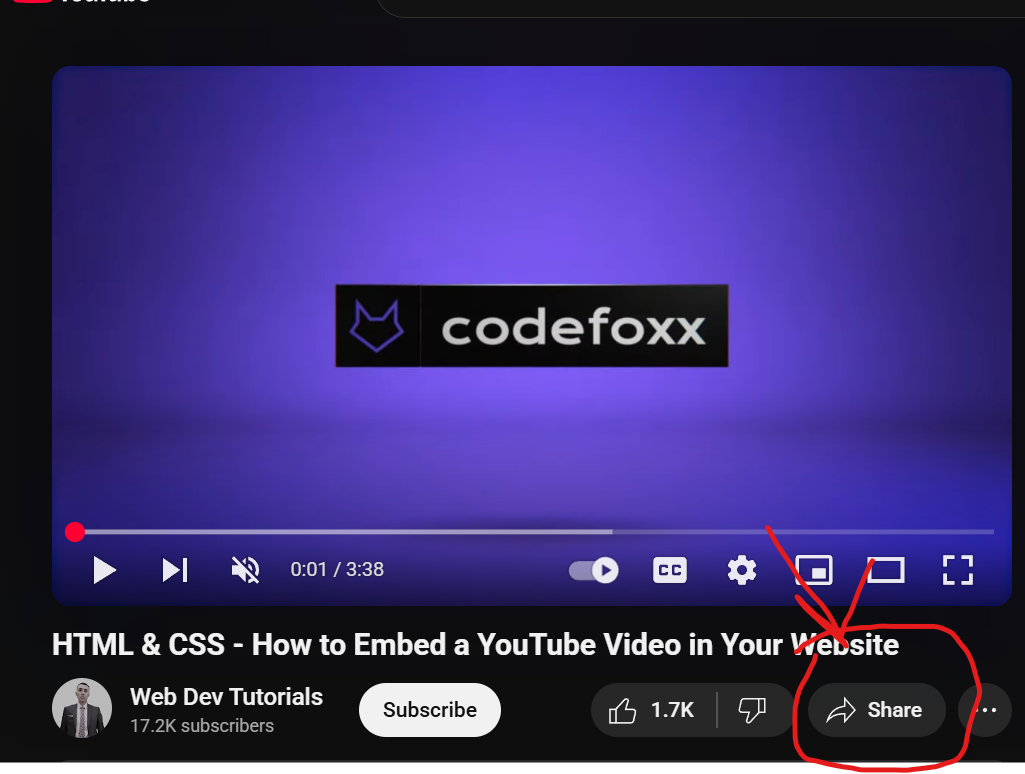 codefoxx
0:01 / 3:38
CC
HTML & CSS - How to Embed a YouTube Video in Your Website
Web Dev Tutorials
17.2K subscribers
Subscribe
1.7K
Share